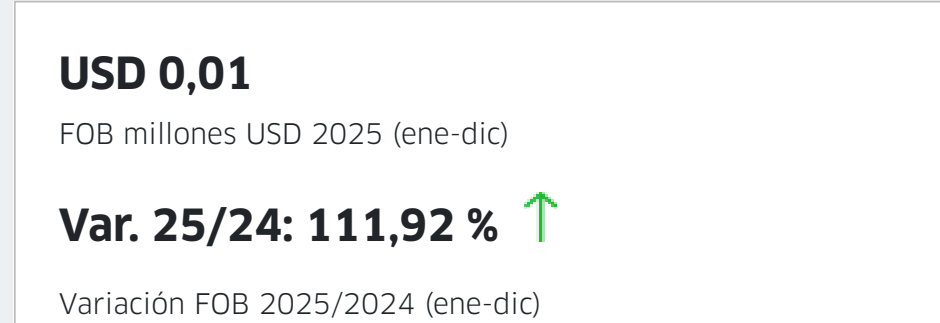 USD 0,01
FOB millones USD 2025 (ene-dic)
Var. 25/24: 111,92 %
Variación FOB 2025/2024 (ene-dic)